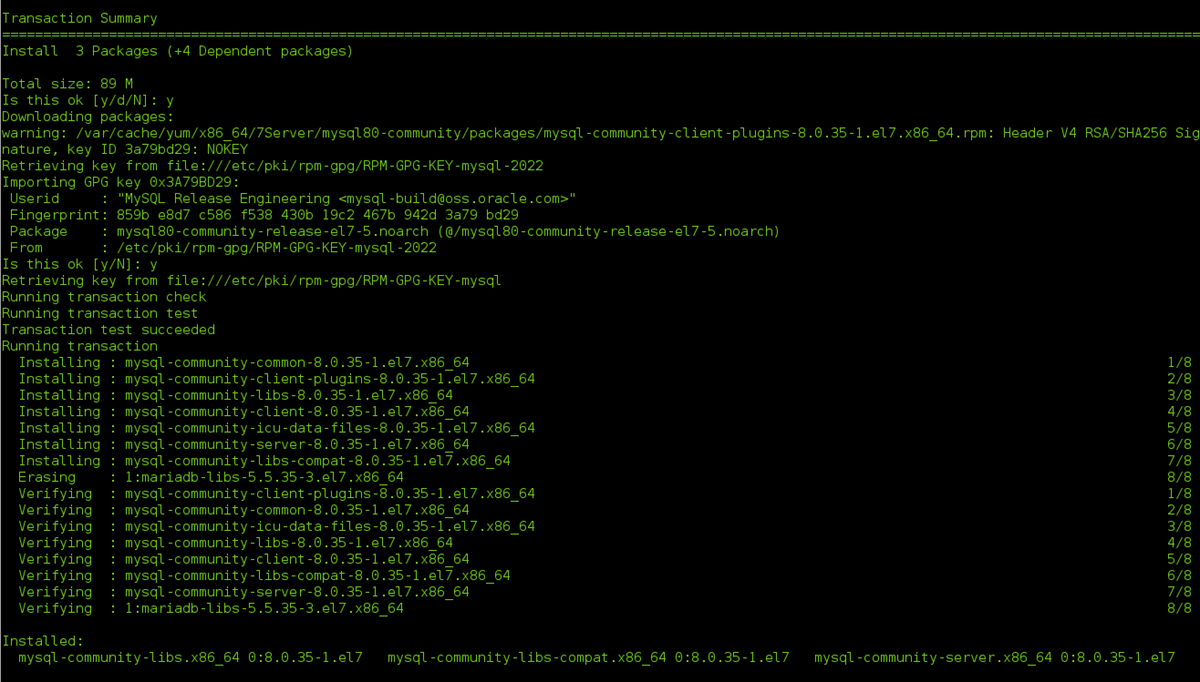 Transaction Summary
================================================================================================================================================
Install  3 Packages (+4 Dependent packages)
Total size: 89 M
Is this ok [y/d/N]: y
Downloading packages:
warning: /var/cache/yum/x86_64/7Server/mysql80-community/packages/mysql-community-client-plugins-8.0.35-1.el7.x86_64.rpm: Header V4 RSA/SHA256 Sig
nature, key ID 3a79bd29: NOKEY
Retrieving key from file:///etc/pki/rpm-gpg/RPM-GPG-KEY-mysql-2022
Importing GPG key 0x3A79BD29:
 Userid     : "MySQL Release Engineering <mysql-build@oss.oracle.com>"
 Fingerprint: 859b e8d7 c586 f538 430b 19c2 467b 942d 3a79 bd29
 Package    : mysql80-community-release-el7-5.noarch (@/mysql80-community-release-el7-5.noarch)
 From       : /etc/pki/rpm-gpg/RPM-GPG-KEY-mysql-2022
Is this ok [y/N]: y
Retrieving key from file:///etc/pki/rpm-gpg/RPM-GPG-KEY-mysql
Running transaction check
Running transaction test
Transaction test succeeded
Running transaction
  Installing : mysql-community-common-8.0.35-1.el7.x86_64 1/8
  Installing : mysql-community-client-plugins-8.0.35-1.el7.x86_64 2/8
  Installing : mysql-community-libs-8.0.35-1.el7.x86_64 3/8
  Installing : mysql-community-client-8.0.35-1.el7.x86_64 4/8
  Installing : mysql-community-icu-data-files-8.0.35-1.el7.x86_64 5/8
  Installing : mysql-community-server-8.0.35-1.el7.x86_64 6/8
  Installing : mysql-community-libs-compat-8.0.35-1.el7.x86_64 7/8
  Erasing    : 1:mariadb-libs-5.5.35-3.el7.x86_64 8/8
  Verifying  : mysql-community-client-plugins-8.0.35-1.el7.x86_64 1/8
  Verifying  : mysql-community-common-8.0.35-1.el7.x86_64 2/8
  Verifying  : mysql-community-icu-data-files-8.0.35-1.el7.x86_64 3/8
  Verifying  : mysql-community-libs-8.0.35-1.el7.x86_64 4/8
  Verifying  : mysql-community-client-8.0.35-1.el7.x86_64 5/8
  Verifying  : mysql-community-libs-compat-8.0.35-1.el7.x86_64 6/8
  Verifying  : mysql-community-server-8.0.35-1.el7.x86_64 7/8
  Verifying  : 1:mariadb-libs-5.5.35-3.el7.x86_64 8/8
Installed:
  mysql-community-libs.x86_64 0:8.0.35-1.el7   mysql-community-libs-compat.x86_64 0:8.0.35-1.el7   mysql-community-server.x86_64 0:8.0.35-1.el7